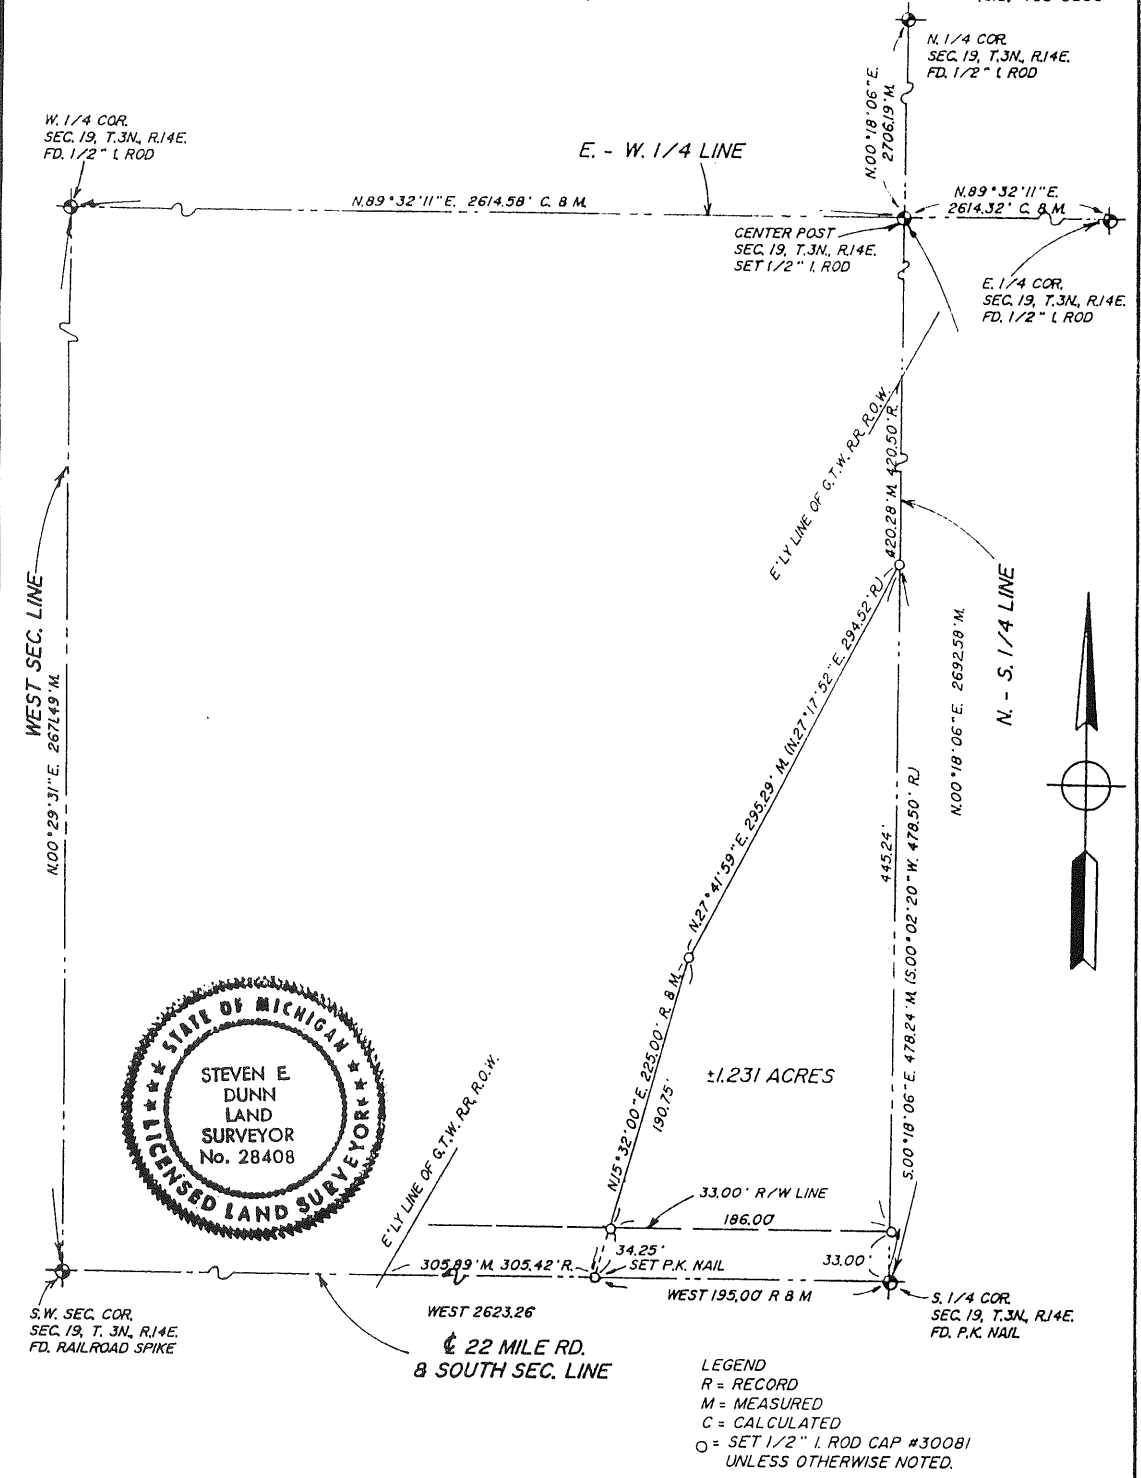 N. 1/4 COR.
SEC. 19, T.3N., R.14E.
FD. 1/2" I. ROD
N.00°18'06"E.
2706.19'M.
W. 1/4 COR.
SEC. 19, T.3N., R.14E.
FD. 1/2" I. ROD
E. - W. 1/4 LINE
N.89°32'11"E. 2614.58' C. & M.
N.89°32'11"E.
2614.32' C. & M.
CENTER POST
SEC. 19, T.3N., R.14E.
SET 1/2" I. ROD
E. 1/4 COR.
SEC. 19, T.3N., R.14E.
FD. 1/2" I. ROD
E'LY LINE OF G.T.W. RR. R.O.W.
420.28'M. 420.50'R.
WEST SEC. LINE
N.00°29'31"E. 2671.49'M.
N. - S. 1/4 LINE
N.00°18'06"E. 2692.58'M.
N.27°41'59"E. 295.29' M. (N.27°17'52"E. 294.52'R.)
445.24'
S.00°18'06"E. 478.24'M. (S.00°02'20"W. 478.50' R.)
N.15°32'00"E. 225.00' R. & M.
190.75'
±1.231 ACRES
STATE OF MICHIGAN
STEVEN E.
DUNN
LAND
SURVEYOR
No. 28408
LICENSED LAND SURVEYOR
E'LY LINE OF G.T.W. RR. R.O.W.
33.00' R/W LINE
186.00'
34.25'
SET P.K. NAIL
33.00'
305.89'M. 305.42'R.
WEST 195.00' R & M
WEST 2623.26
℄ 22 MILE RD.
& SOUTH SEC. LINE
S.W. SEC. COR.
SEC. 19, T. 3N., R.14E.
FD. RAILROAD SPIKE
S. 1/4 COR.
SEC. 19, T.3N., R.14E.
FD. P.K. NAIL
LEGEND
R = RECORD
M = MEASURED
C = CALCULATED
O = SET 1/2" I. ROD CAP #30081
UNLESS OTHERWISE NOTED.